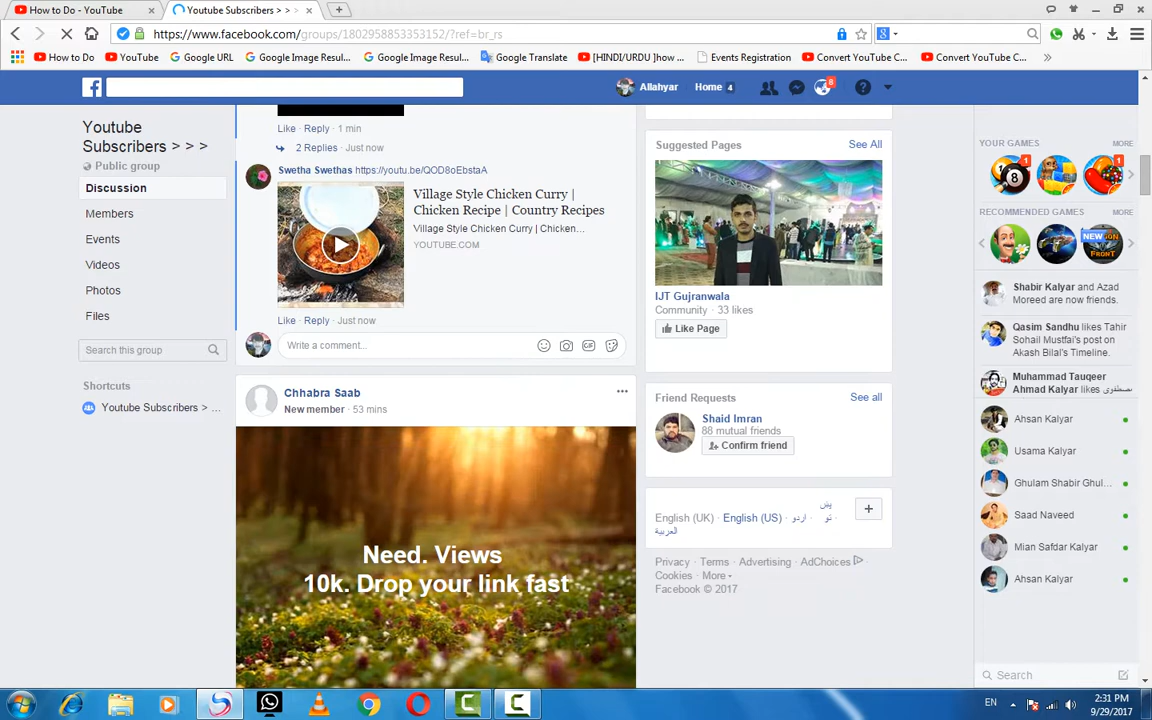 How to Do - YouTube
Youtube Subscribers > > >
https://www.facebook.com/groups/1802958853353152/?ref=br_rs
How to Do
YouTube
Google URL
Google Image Resul...
Google Image Resul...
Google Translate
[HINDI/URDU ]how ...
Events Registration
Convert YouTube C...
Convert YouTube C...
Allahyar
Home 4
8
Youtube
Subscribers > > >
Public group
Discussion
Members
Events
Videos
Photos
Files
Search this group
Shortcuts
Youtube Subscribers > ...
Like · Reply · 1 min
2 Replies · Just now
Swetha Swethas https://youtu.be/QOD8oEbstaA
Village Style Chicken Curry |
Chicken Recipe | Country Recipes
Village Style Chicken Curry | Chicken...
YOUTUBE.COM
Like · Reply · Just now
Write a comment...
GIF
Chhabra Saab
New member · 53 mins
Need. Views
10k. Drop your link fast
Suggested Pages
See All
IJT Gujranwala
Community · 33 likes
Like Page
Friend Requests
See all
Shaid Imran
88 mutual friends
Confirm friend
English (UK) · English (US) · اردو ·
العربية
Privacy · Terms · Advertising · AdChoices
Cookies · More
Facebook © 2017
YOUR GAMES
MORE
8
1
1
RECOMMENDED GAMES
MORE
NEW
FRONT
Shabir Kalyar and Azad
Moreed are now friends.
Qasim Sandhu likes Tahir
Sohail Mustfai's post on
Akash Bilal's Timeline.
Muhammad Tauqeer
Ahmad Kalyar likes مصطفوی
Ahsan Kalyar
Usama Kalyar
Ghulam Shabir Ghul...
Saad Naveed
Mian Safdar Kalyar
Ahsan Kalyar
Search
EN
2:31 PM
9/29/2017